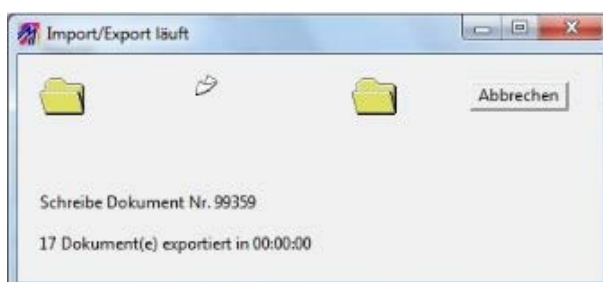 Import/Export läuft
Abbrechen
Schreibe Dokument Nr. 99359
17 Dokument(e) exportiert in 00:00:00